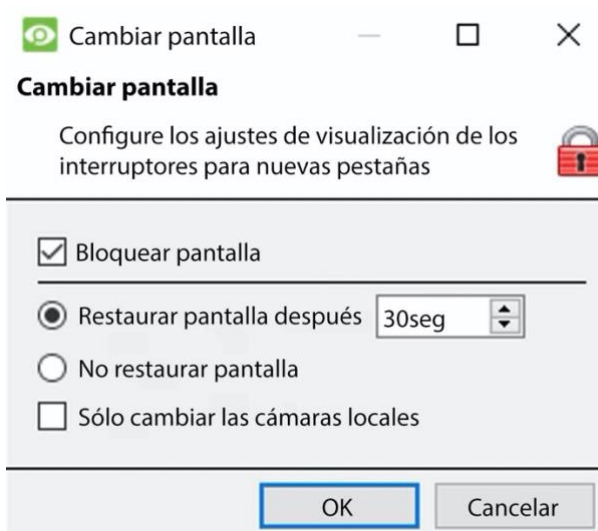 Cambiar pantalla
Cambiar pantalla
Configure los ajustes de visualización de los
interruptores para nuevas pestañas
Bloquear pantalla
Restaurar pantalla después 30seg
No restaurar pantalla
Sólo cambiar las cámaras locales
OK Cancelar